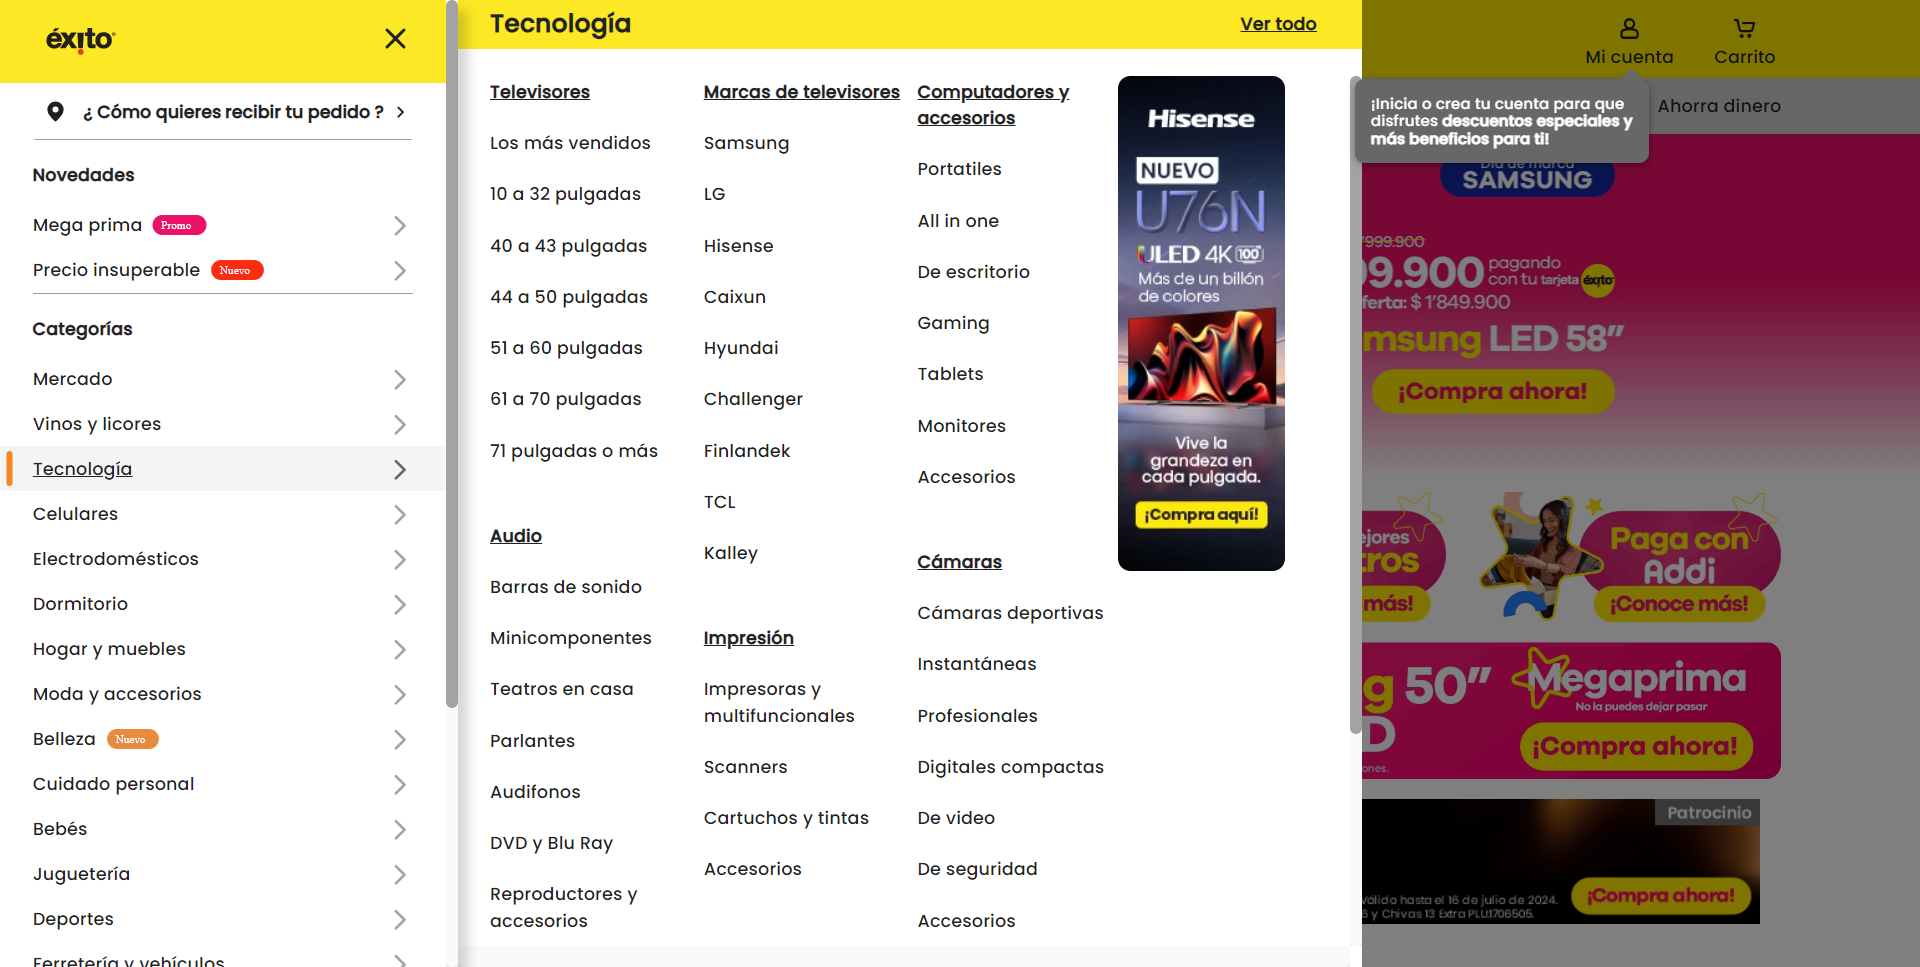 éxito
¿ Cómo quieres recibir tu pedido ?
Novedades
Mega prima Promo
Precio insuperable Nuevo
Categorías
Mercado
Vinos y licores
Tecnología
Celulares
Electrodomésticos
Dormitorio
Hogar y muebles
Moda y accesorios
Belleza Nuevo
Cuidado personal
Bebés
Juguetería
Deportes
Ferretería y vehículos
Tecnología
Ver todo
Televisores
Los más vendidos
10 a 32 pulgadas
40 a 43 pulgadas
44 a 50 pulgadas
51 a 60 pulgadas
61 a 70 pulgadas
71 pulgadas o más
Audio
Barras de sonido
Minicomponentes
Teatros en casa
Parlantes
Audifonos
DVD y Blu Ray
Reproductores y
accesorios
Marcas de televisores
Samsung
LG
Hisense
Caixun
Hyundai
Challenger
Finlandek
TCL
Kalley
Impresión
Impresoras y
multifuncionales
Scanners
Cartuchos y tintas
Accesorios
Computadores y
accesorios
Portatiles
All in one
De escritorio
Gaming
Tablets
Monitores
Accesorios
Cámaras
Cámaras deportivas
Instantáneas
Profesionales
Digitales compactas
De video
De seguridad
Accesorios
Hisense
NUEVO
U76N
ULED 4K 100"
Más de un billón
de colores
Vive la
grandeza en
cada pulgada.
¡Compra aquí!
Mi cuenta
Carrito
¡Inicia o crea tu cuenta para que
disfrutes descuentos especiales y
más beneficios para ti!
Ahorra dinero
Día de marca
SAMSUNG
'999.900
99.900 pagando
con tu tarjeta éxito
ferta: $ 1'849.900
msung LED 58”
¡Compra ahora!
ejores
tros
más!
Paga con
Addi
¡Conoce más!
g 50”
D
ones.
Megaprima
No la puedes dejar pasar
¡Compra ahora!
Patrocinio
Válido hasta el 16 de julio de 2024.
6 y Chivas 13 Extra PLU1706505.
¡Compra ahora!